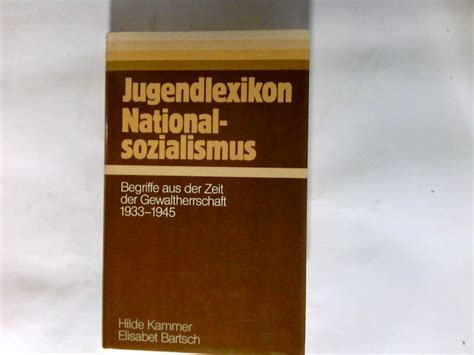 Jugendlexikon
National-
sozialismus
Begriffe aus der Zeit
der Gewaltherrschaft
1933–1945
Hilde Kammer
Elisabet Bartsch